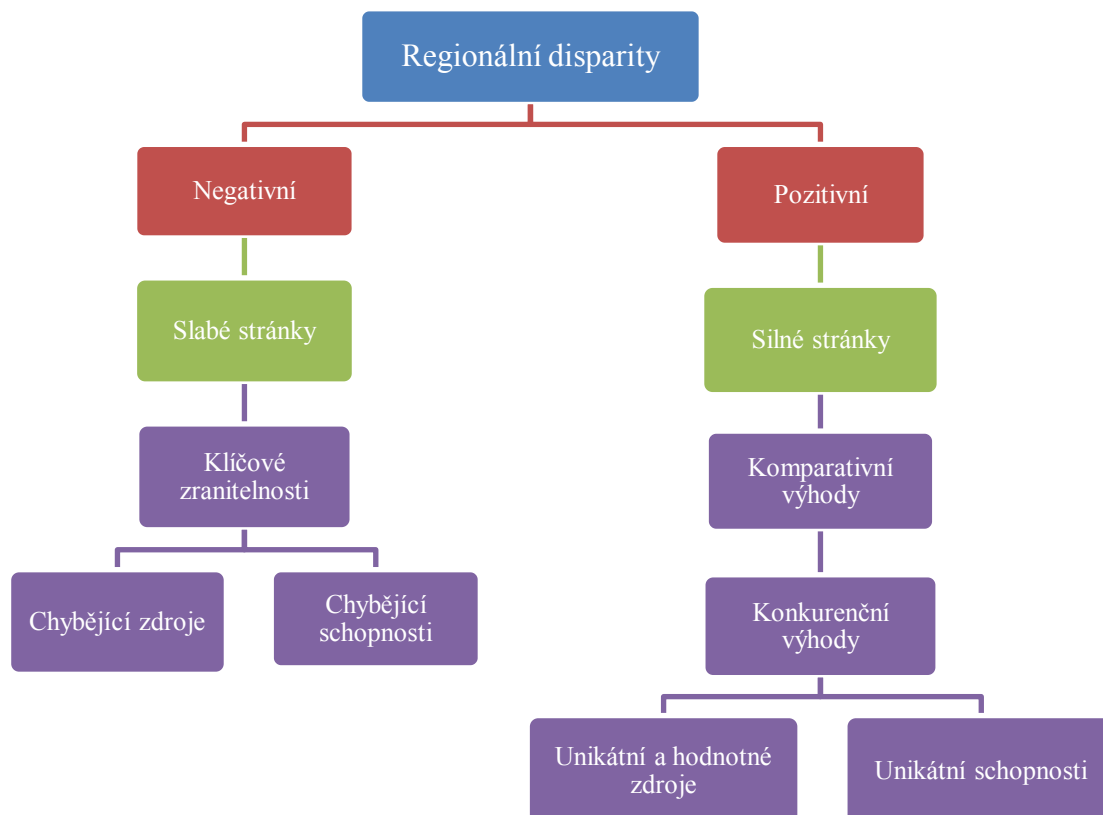 Regionální disparity
Negativní
Pozitivní
Slabé stránky
Silné stránky
Klíčové
zranitelnosti
Komparativní
výhody
Chybějící zdroje
Chybějící
schopnosti
Konkurenční
výhody
Unikátní a hodnotné
zdroje
Unikátní schopnosti